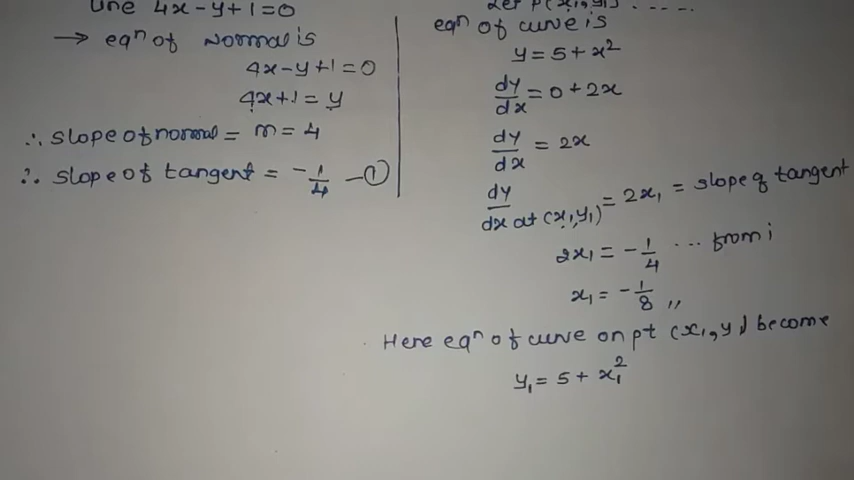 line 4x-y+1=0
→ eqⁿ of Normal is
4x-y+1=0
4x+1=y
∴ slope of normal = m = 4
∴ slope of tangent = -1/4 -①
Let P(x₁,y₁) .....
eqⁿ of curve is
y=5+x²
dy/dx = 0+2x
dy/dx = 2x
dy/dx at (x₁,y₁) = 2x₁ = slope of tangent
2x₁ = -1/4 ... from i
x₁ = -1/8 ,,
Here eqⁿ of curve on pt (x₁,y) become
y₁ = 5 + x₁²